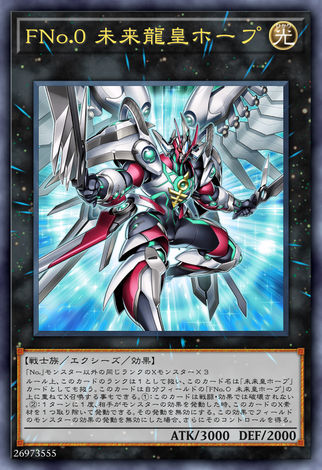 FNo.0 未来龍皇ホープ
光
【戦士族/エクシーズ/効果】
「No.」モンスター以外の同じランクのXモンスター×3
ルール上、このカードのランクは1として扱い、このカード名は「未来皇ホープ」
カードとしても扱う。このカードは自分フィールドの「FNo.0 未来皇ホープ」の
上に重ねてX召喚する事もできる。①:このカードは戦闘・効果では破壊されない。
②:1ターンに1度、相手がモンスターの効果を発動した時、このカードのX素
材を1つ取り除いて発動できる。その発動を無効にする。この効果でフィールド
のモンスターの効果の発動を無効にした場合、さらにそのコントロールを得る。
ATK/3000 DEF/2000
26973555